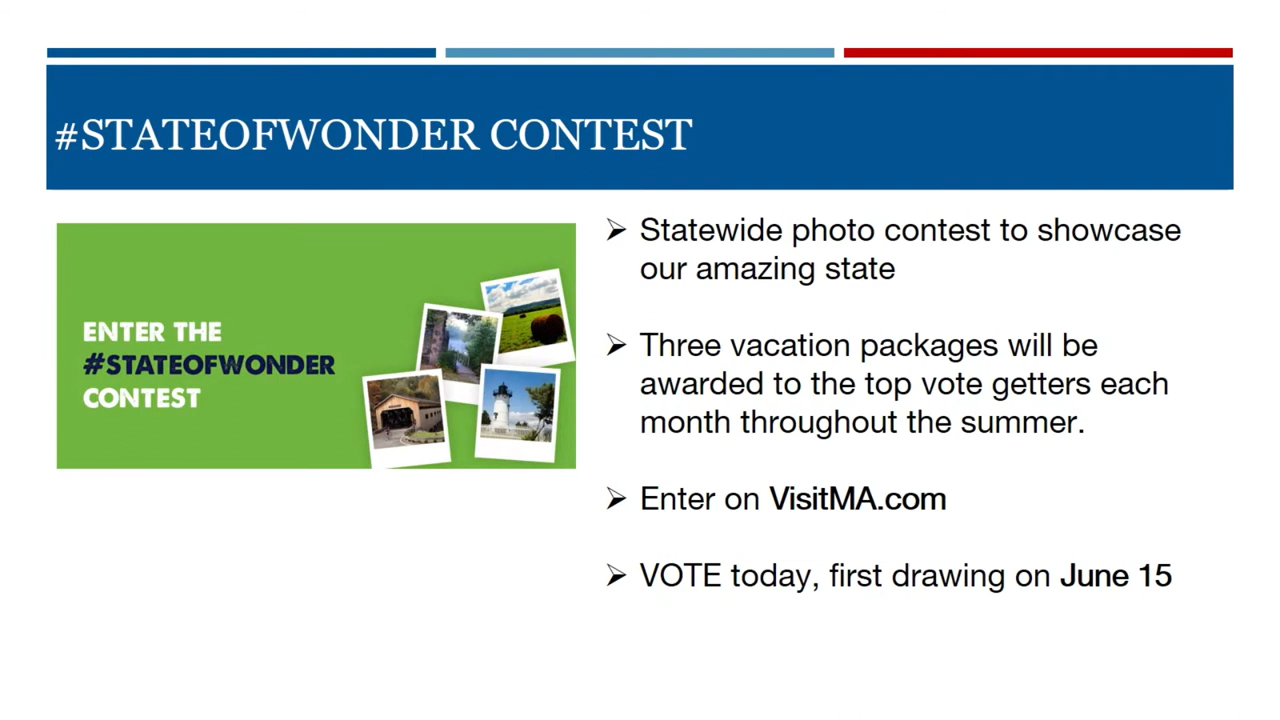 #STATEOFWONDER CONTEST
ENTER THE
#STATEOFWONDER
CONTEST
➢ Statewide photo contest to showcase
our amazing state
➢ Three vacation packages will be
awarded to the top vote getters each
month throughout the summer.
➢ Enter on VisitMA.com
➢ VOTE today, first drawing on June 15